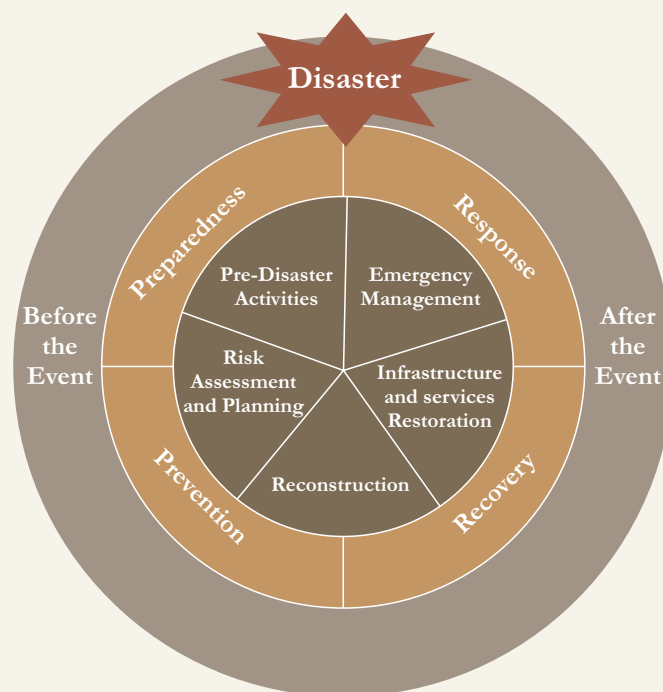 Disaster
Preparedness
Response
Pre-Disaster
Activities
Emergency
Management
Before
the
Event
After
the
Event
Risk
Assessment
and Planning
Infrastructure
and services
Restoration
Reconstruction
Prevention
Recovery